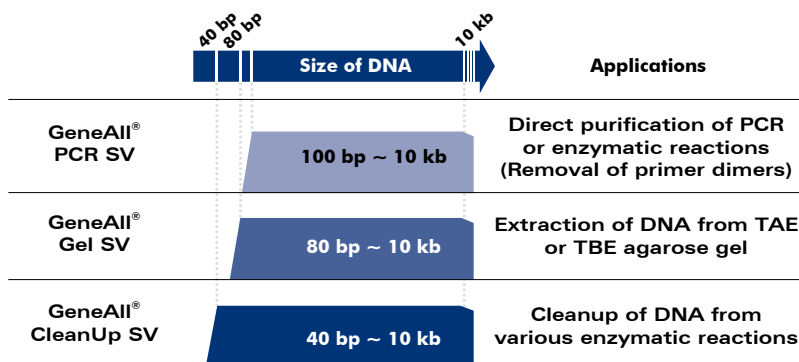 40 bp
80 bp
10 kb
Size of DNA
Applications
GeneAll®
PCR SV
100 bp ~ 10 kb
Direct purification of PCR
or enzymatic reactions
(Removal of primer dimers)
GeneAll®
Gel SV
80 bp ~ 10 kb
Extraction of DNA from TAE
or TBE agarose gel
GeneAll®
CleanUp SV
40 bp ~ 10 kb
Cleanup of DNA from
various enzymatic reactions